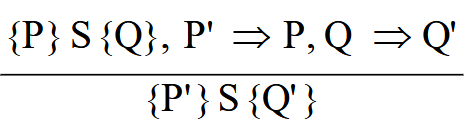 {P} S {Q}, P' ⇒ P, Q ⇒ Q'
{P'} S {Q'}